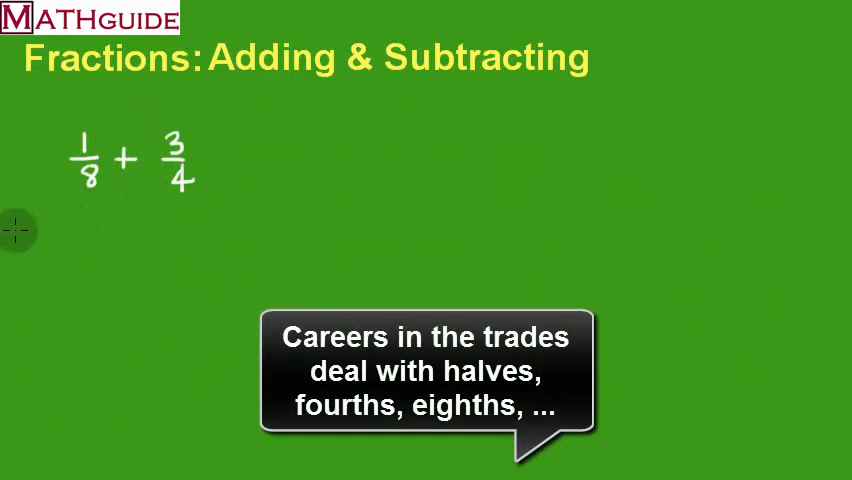 MATHGUIDE
Fractions: Adding & Subtracting
1/8 + 3/4
Careers in the trades
deal with halves,
fourths, eighths, ...